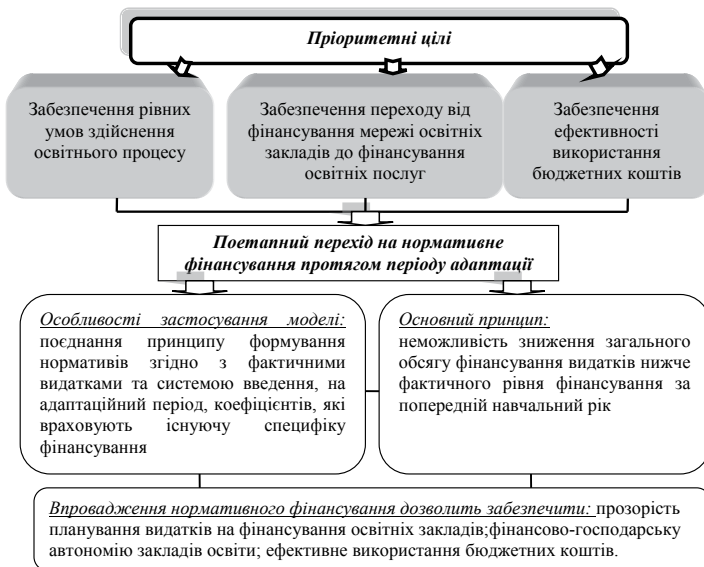 Пріоритетні цілі
Забезпечення рівних
умов здійснення
освітнього процесу
Забезпечення переходу від
фінансування мережі освітніх
закладів до фінансування
освітніх послуг
Забезпечення
ефективності
використання
бюджетних коштів
Поетапний перехід на нормативне
фінансування протягом періоду адаптації
Особливості застосування моделі:
поєднання принципу формування
нормативів згідно з фактичними
видатками та системою введення, на
адаптаційний період, коефіцієнтів, які
враховують існуючу специфіку
фінансування
Основний принцип:
неможливість зниження загального
обсягу фінансування видатків нижче
фактичного рівня фінансування за
попередній навчальний рік
Впровадження нормативного фінансування дозволить забезпечити: прозорість
планування видатків на фінансування освітніх закладів;фінансово-господарську
автономію закладів освіти; ефективне використання бюджетних коштів.